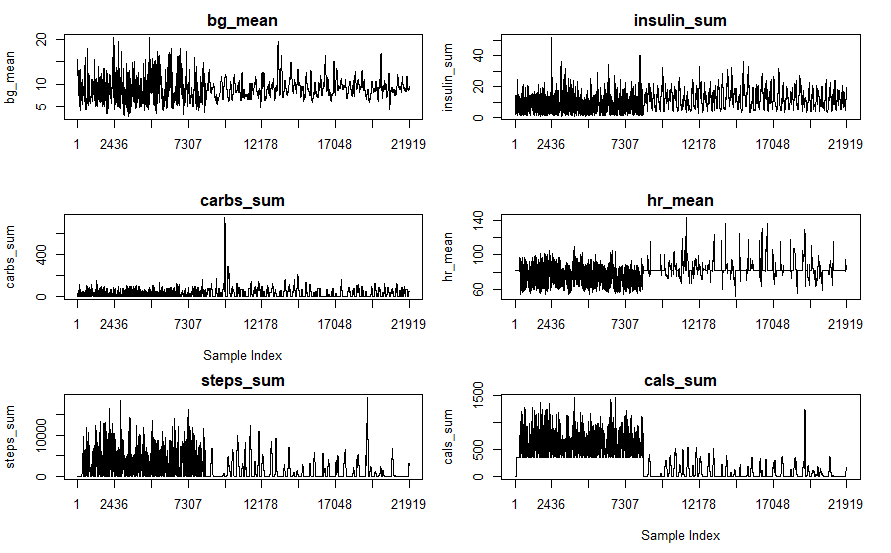 bg_mean
bg_mean
5 10 20
1 2436 7307 12178 17048 21919
insulin_sum
insulin_sum
0 20 40
1 2436 7307 12178 17048 21919
carbs_sum
carbs_sum
0 400
1 2436 7307 12178 17048 21919
Sample Index
hr_mean
hr_mean
60 100 140
1 2436 7307 12178 17048 21919
steps_sum
steps_sum
0 10000
1 2436 7307 12178 17048 21919
cals_sum
cals_sum
0 500 1500
1 2436 7307 12178 17048 21919
Sample Index